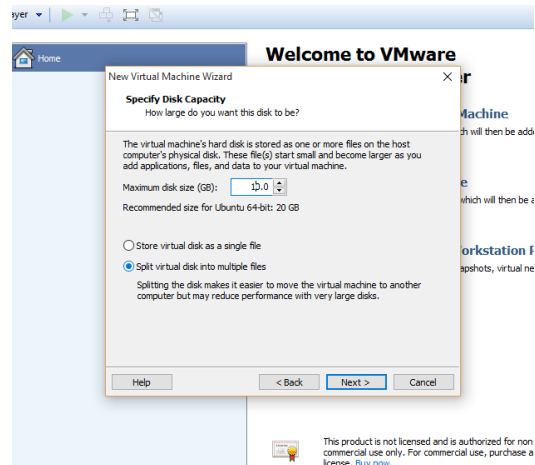 ayer
Home
Welcome to VMware
r
New Virtual Machine Wizard
Specify Disk Capacity
How large do you want this disk to be?
Machine
ch will then be adde
The virtual machine's hard disk is stored as one or more files on the host
computer's physical disk. These file(s) start small and become larger as you
add applications, files, and data to your virtual machine.
Maximum disk size (GB):
e
which will then be a
Recommended size for Ubuntu 64-bit: 20 GB
Store virtual disk as a single file
orkstation P
Split virtual disk into multiple files
apshots, virtual ne
Splitting the disk makes it easier to move the virtual machine to another
computer but may reduce performance with very large disks.
Help
< Back
Next >
Cancel
This product is not licensed and is authorized for non-
commercial use only. For commercial use, purchase a
license. Buy now.